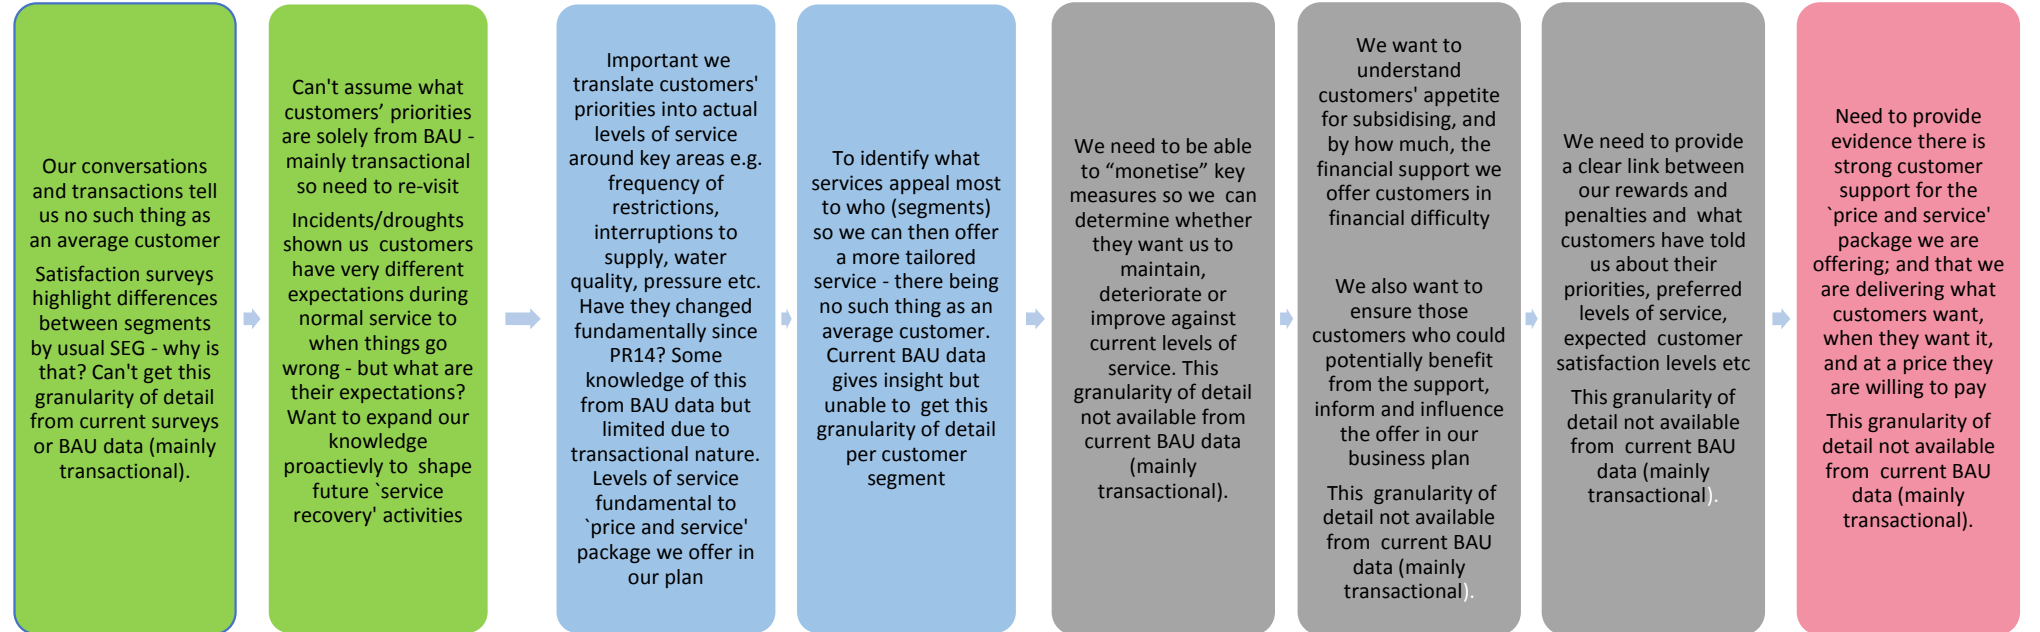 Our conversations
and transactions tell
us no such thing as
an average customer
Satisfaction surveys
highlight differences
between segments
by usual SEG - why is
that? Can't get this
granularity of detail
from current surveys
or BAU data (mainly
transactional).
Can't assume what
customers’ priorities
are solely from BAU -
mainly transactional
so need to re-visit
Incidents/droughts
shown us customers
have very different
expectations during
normal service to
when things go
wrong - but what are
their expectations?
Want to expand our
knowledge
proactievly to shape
future `service
recovery' activities
Important we
translate customers'
priorities into actual
levels of service
around key areas e.g.
frequency of
restrictions,
interruptions to
supply, water
quality, pressure etc.
Have they changed
fundamentally since
PR14? Some
knowledge of this
from BAU data but
limited due to
transactional nature.
Levels of service
fundamental to
`price and service'
package we offer in
our plan
To identify what
services appeal most
to who (segments)
so we can then offer
a more tailored
service - there being
no such thing as an
average customer.
Current BAU data
gives insight but
unable to get this
granularity of detail
per customer
segment
We need to be able
to “monetise” key
measures so we can
determine whether
they want us to
maintain,
deteriorate or
improve against
current levels of
service. This
granularity of detail
not available from
current BAU data
(mainly
transactional).
We want to
understand
customers' appetite
for subsidising, and
by how much, the
financial support we
offer customers in
financial difficulty
We also want to
ensure those
customers who could
potentially benefit
from the support,
inform and influence
the offer in our
business plan
This granularity of
detail not available
from current BAU
data (mainly
transactional).
We need to provide
a clear link between
our rewards and
penalties and what
customers have told
us about their
priorities, preferred
levels of service,
expected customer
satisfaction levels etc
This granularity of
detail not available
from current BAU
data (mainly
transactional).
Need to provide
evidence there is
strong customer
support for the
`price and service'
package we are
offering; and that we
are delivering what
customers want,
when they want it,
and at a price they
are willing to pay
This granularity of
detail not available
from current BAU
data (mainly
transactional).